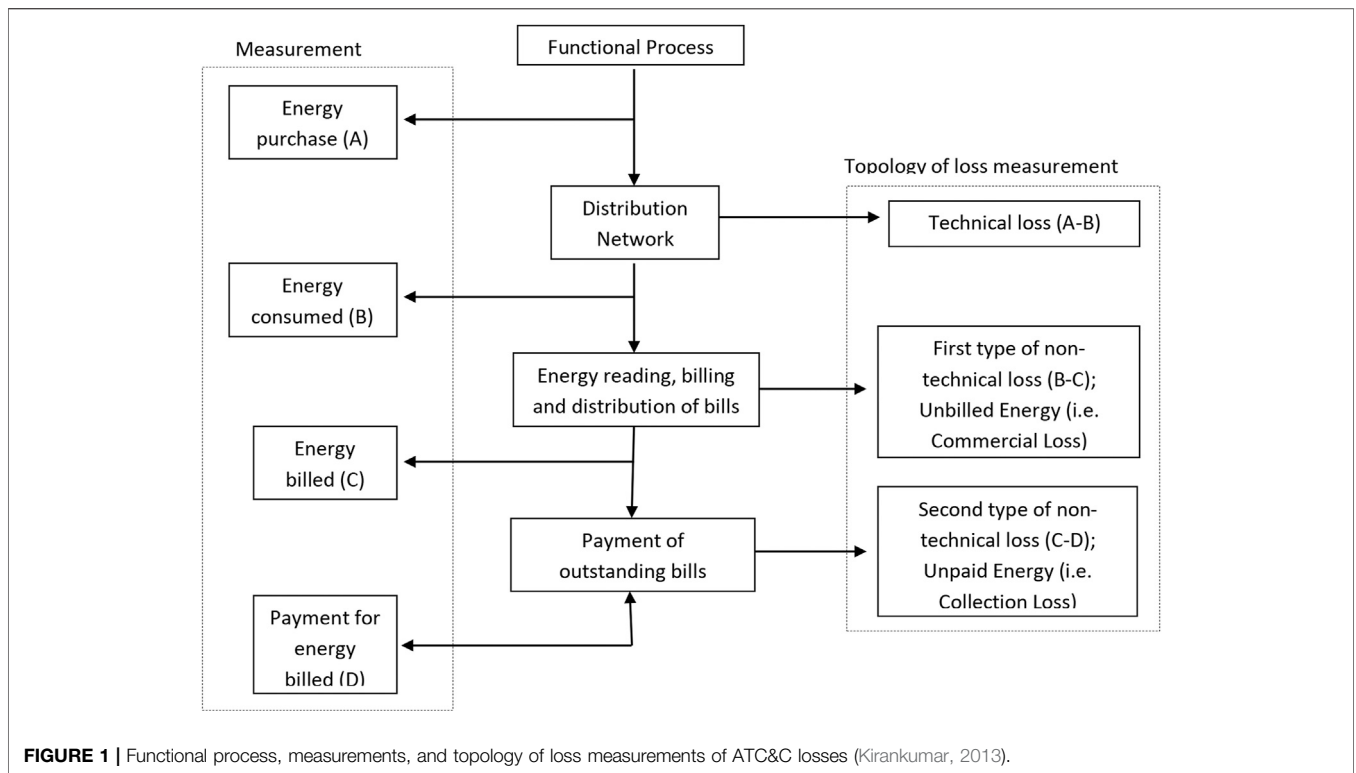 Measurement
Functional Process
Energy
purchase (A)
Topology of loss measurement
Distribution
Network
Technical loss (A-B)
Energy
consumed (B)
Energy reading, billing
and distribution of bills
First type of non-
technical loss (B-C);
Unbilled Energy (i.e.
Commercial Loss)
Energy
billed (C)
Payment of
outstanding bills
Second type of non-
technical loss (C-D);
Unpaid Energy (i.e.
Collection Loss)
Payment for
energy
billed (D)
FIGURE 1 | Functional process, measurements, and topology of loss measurements of ATC&C losses (Kirankumar, 2013).